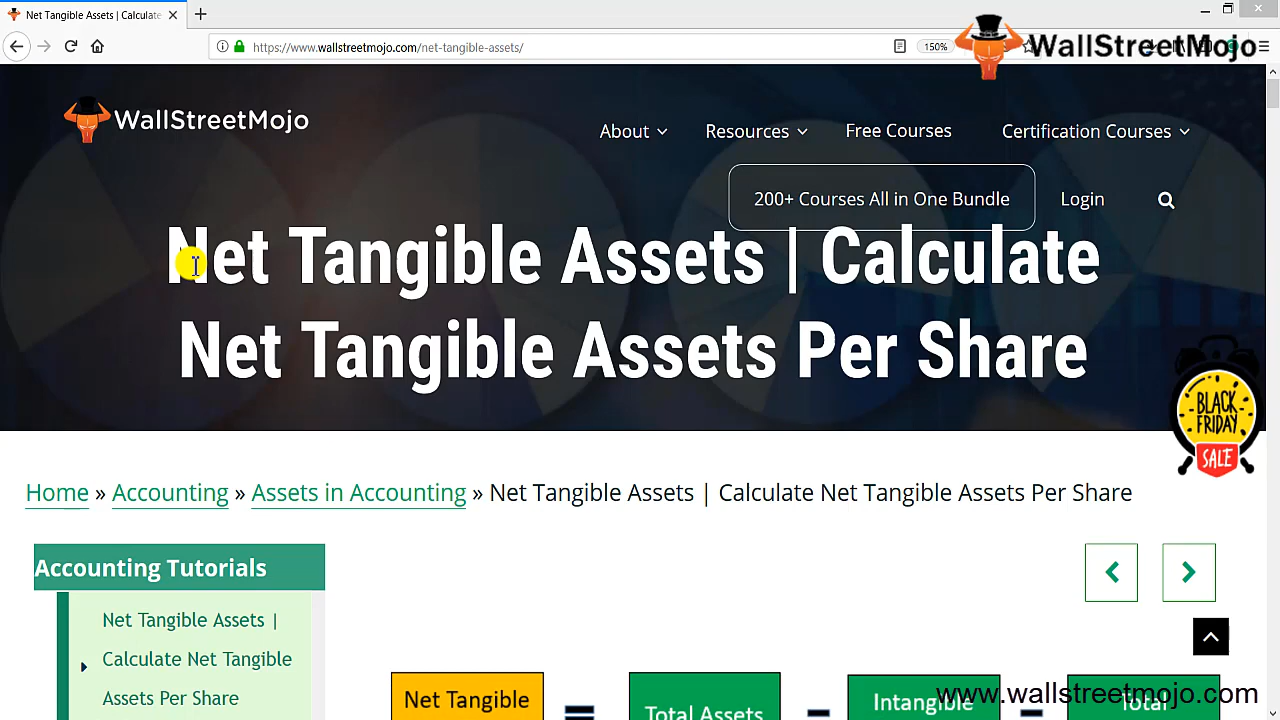 Net Tangible Assets | Calculate
https://www.wallstreetmojo.com/net-tangible-assets/
150%
WallStreetMojo
WallStreetMojo
About
Resources
Free Courses
Certification Courses
200+ Courses All in One Bundle
Login
Net Tangible Assets | Calculate
Net Tangible Assets Per Share
BLACK
FRIDAY
SALE
Home » Accounting » Assets in Accounting » Net Tangible Assets | Calculate Net Tangible Assets Per Share
Accounting Tutorials
Net Tangible Assets |
Calculate Net Tangible
Assets Per Share
Net Tangible
=
Total Assets
–
Intangible
–
Total
www.wallstreetmojo.com